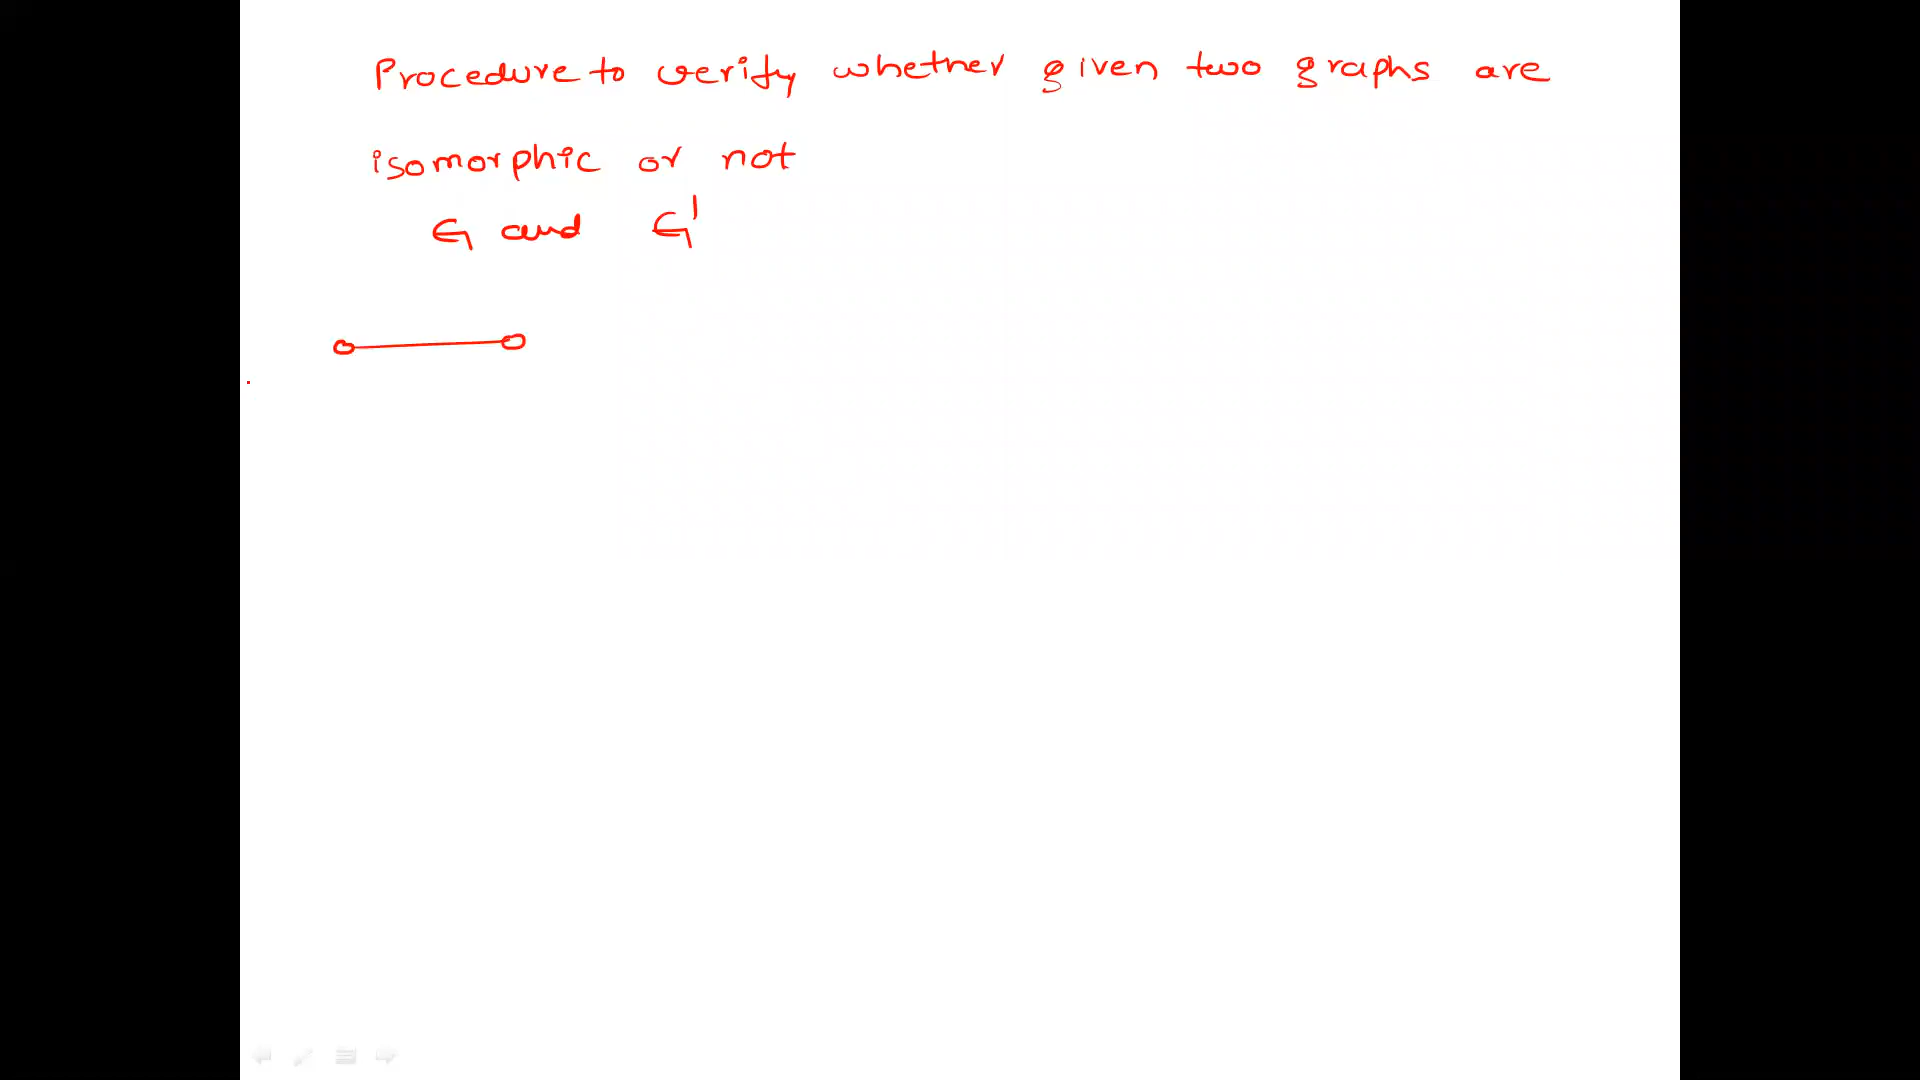 Procedure to verify whether given two graphs are
isomorphic or not
G and G'